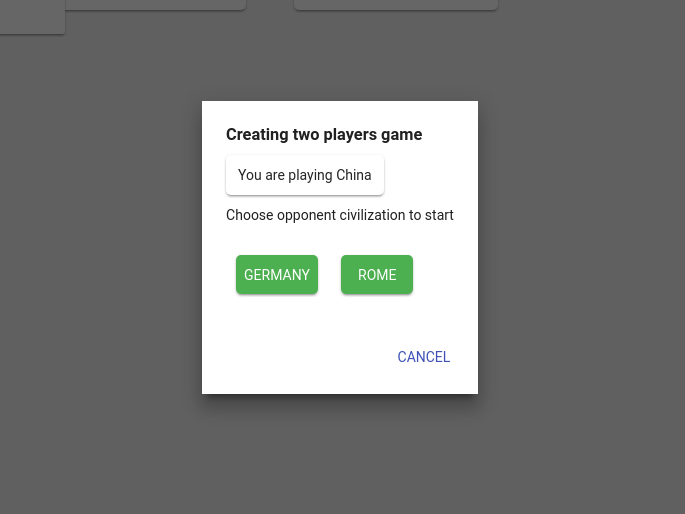 Creating two players game
You are playing China
Choose opponent civilization to start
GERMANY ROME
CANCEL